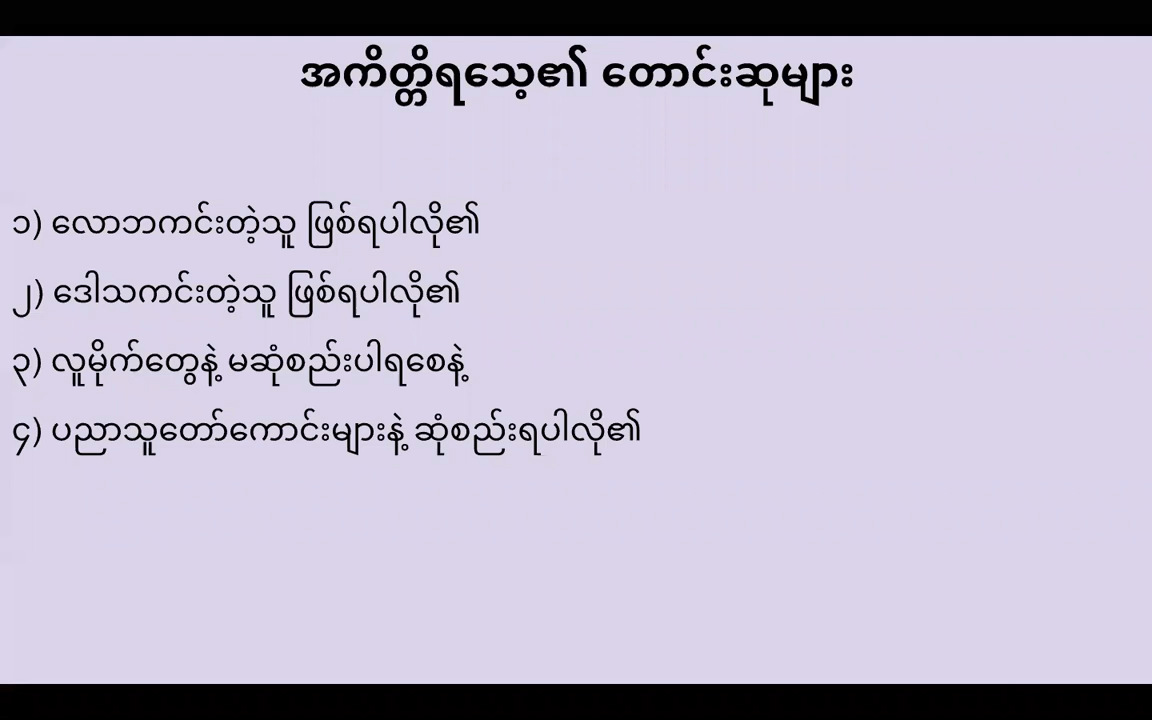 အကိတ္တိရသေ့၏ တောင်းဆုများ
၁) လောဘကင်းတဲ့သူ ဖြစ်ရပါလို၏
၂) ဒေါသကင်းတဲ့သူ ဖြစ်ရပါလို၏
၃) လူမိုက်တွေနဲ့ မဆုံစည်းပါရစေနဲ့
၄) ပညာသူတော်ကောင်းများနဲ့ ဆုံစည်းရပါလို၏